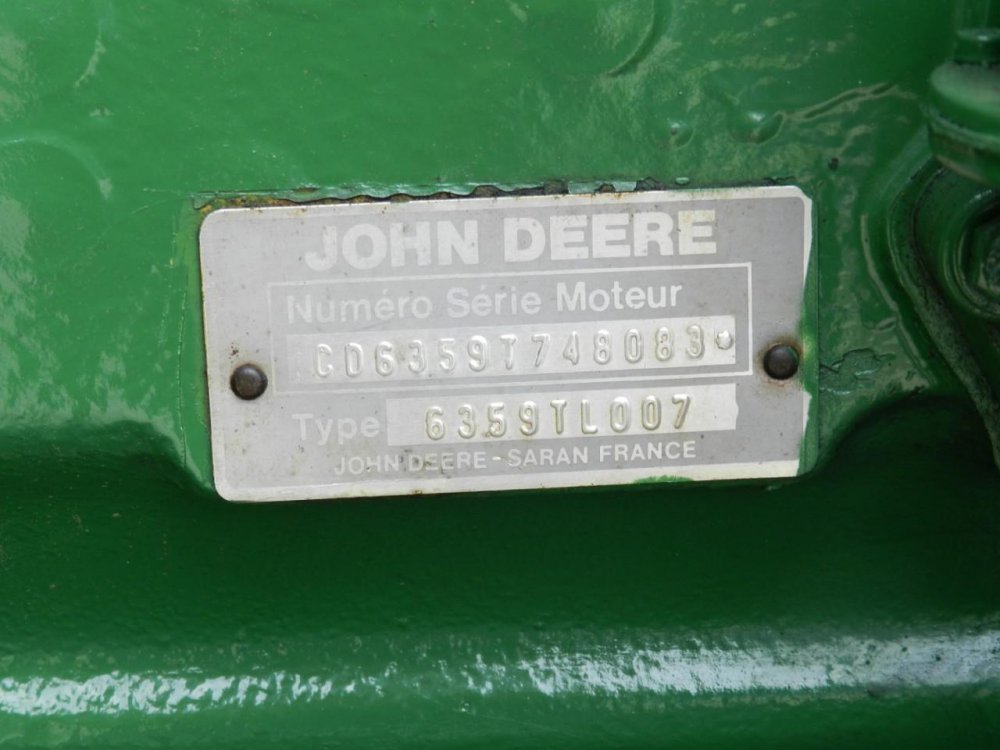 JOHN DEERE
Numéro Série Moteur
CD6359T748083
Type 6359TL007
JOHN DEERE - SARAN FRANCE